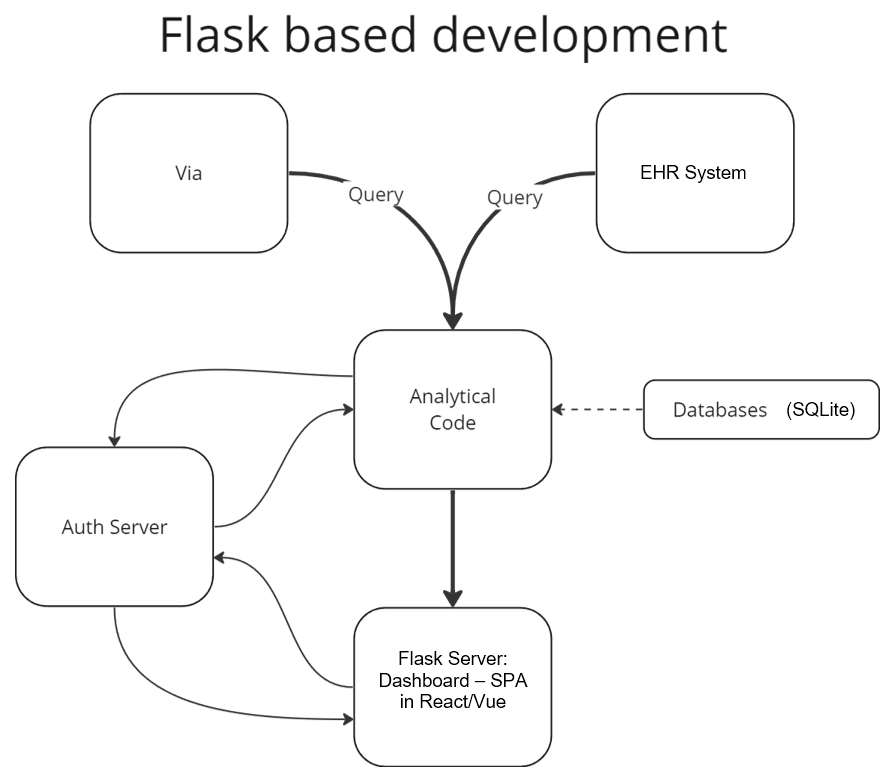 Flask based development
Via
EHR System
Query
Query
Analytical
Code
Databases (SQLite)
Auth Server
Flask Server:
Dashboard – SPA
in React/Vue